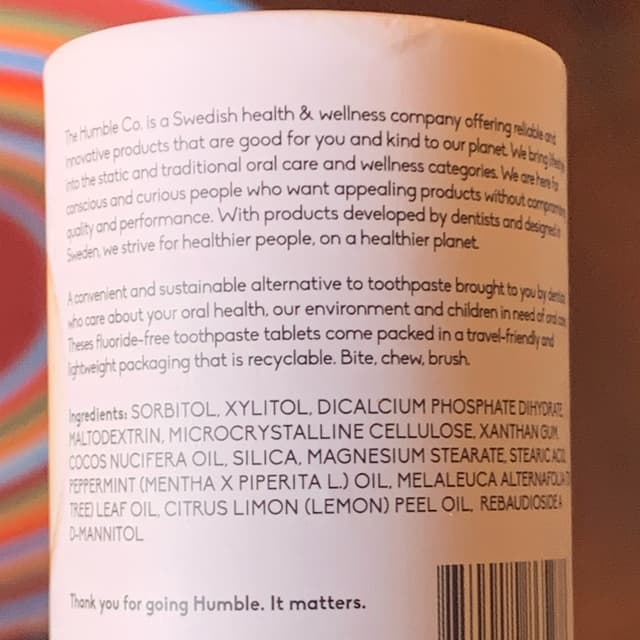 The Humble Co. is a Swedish health & wellness company offering reliable and
innovative products that are good for you and kind to our planet. We bring
into the static and traditional oral care and wellness categories. We are here for
conscious and curious people who want appealing products without
quality and performance. With products developed by dentists and designed in
Sweden, we strive for healthier people, on a healthier planet.
A convenient and sustainable alternative to toothpaste brought to you by
who care about your oral health, our environment and children in need of oral
Theses fluoride-free toothpaste tablets come packed in a travel-friendly and
lightweight packaging that is recyclable. Bite, chew, brush.
Ingredients: SORBITOL, XYLITOL, DICALCIUM PHOSPHATE DIHYDRATE,
MALTODEXTRIN, MICROCRYSTALLINE CELLULOSE, XANTHAN GUM,
COCOS NUCIFERA OIL, SILICA, MAGNESIUM STEARATE, STEARIC ACID,
PEPPERMINT (MENTHA X PIPERITA L.) OIL, MELALEUCA
TREE) LEAF OIL, CITRUS LIMON (LEMON) PEEL OIL, REBAUDIOSIDE A
D-MANNITOL
Thank you for going Humble. It matters.